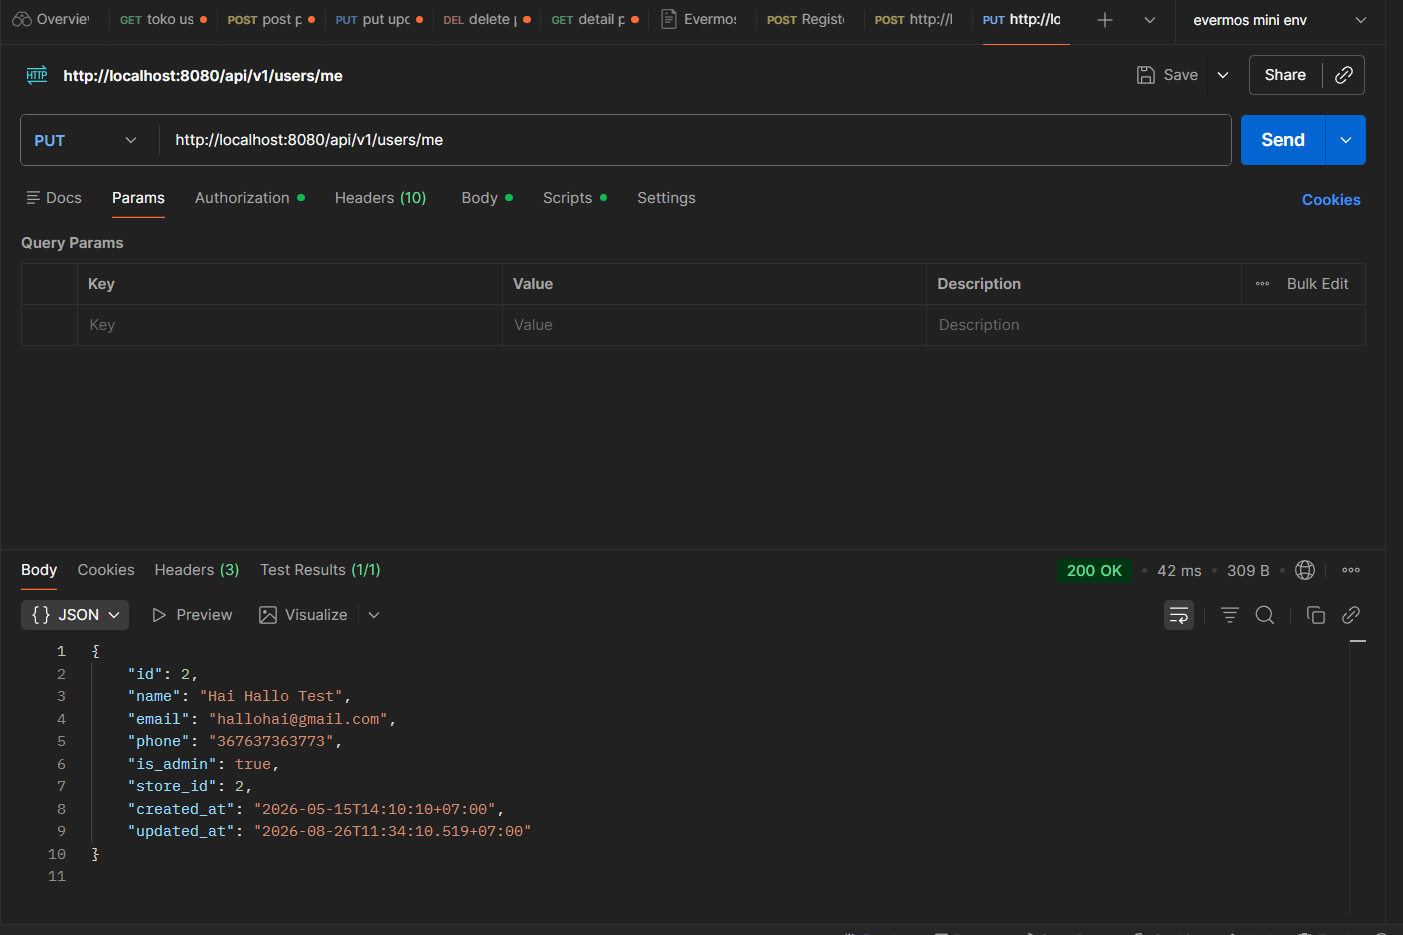 Overvie GET toko us POST post p PUT put upd DEL delete p GET detail p Evermos POST Registe POST http://l PUT http://lo evermos mini env
HTTP http://localhost:8080/api/v1/users/me Save Share
PUT http://localhost:8080/api/v1/users/me Send
Docs Params Authorization Headers (10) Body Scripts Settings Cookies
Query Params
Key Value Description Bulk Edit
Key Value Description
Body Cookies Headers (3) Test Results (1/1) 200 OK 42 ms 309 B
{} JSON Preview Visualize
1 {
2 "id": 2,
3 "name": "Hai Hallo Test",
4 "email": "hallohai@gmail.com",
5 "phone": "367637363773",
6 "is_admin": true,
7 "store_id": 2,
8 "created_at": "2026-05-15T14:10:10+07:00",
9 "updated_at": "2026-08-26T11:34:10.519+07:00"
10 }
11